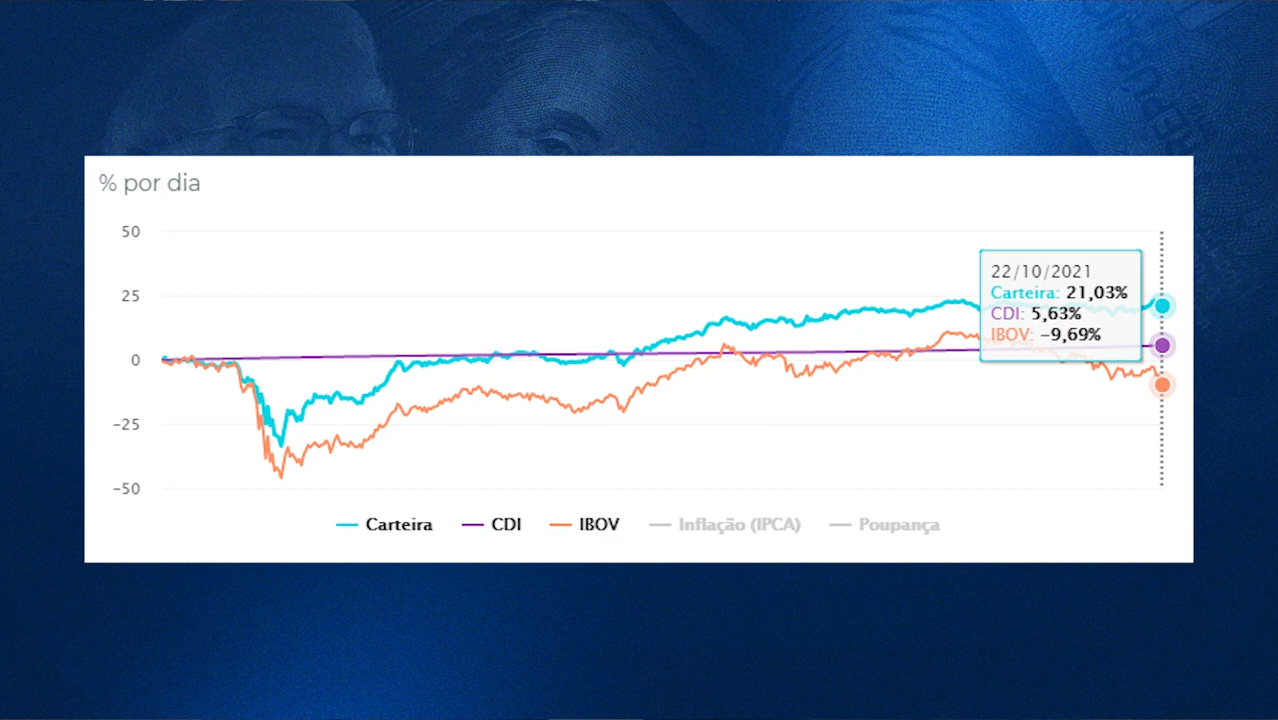 % por dia
50
25
0
−25
−50
22/10/2021
Carteira: 21,03%
CDI: 5,63%
IBOV: −9,69%
Carteira CDI IBOV Inflação (IPCA) Poupança